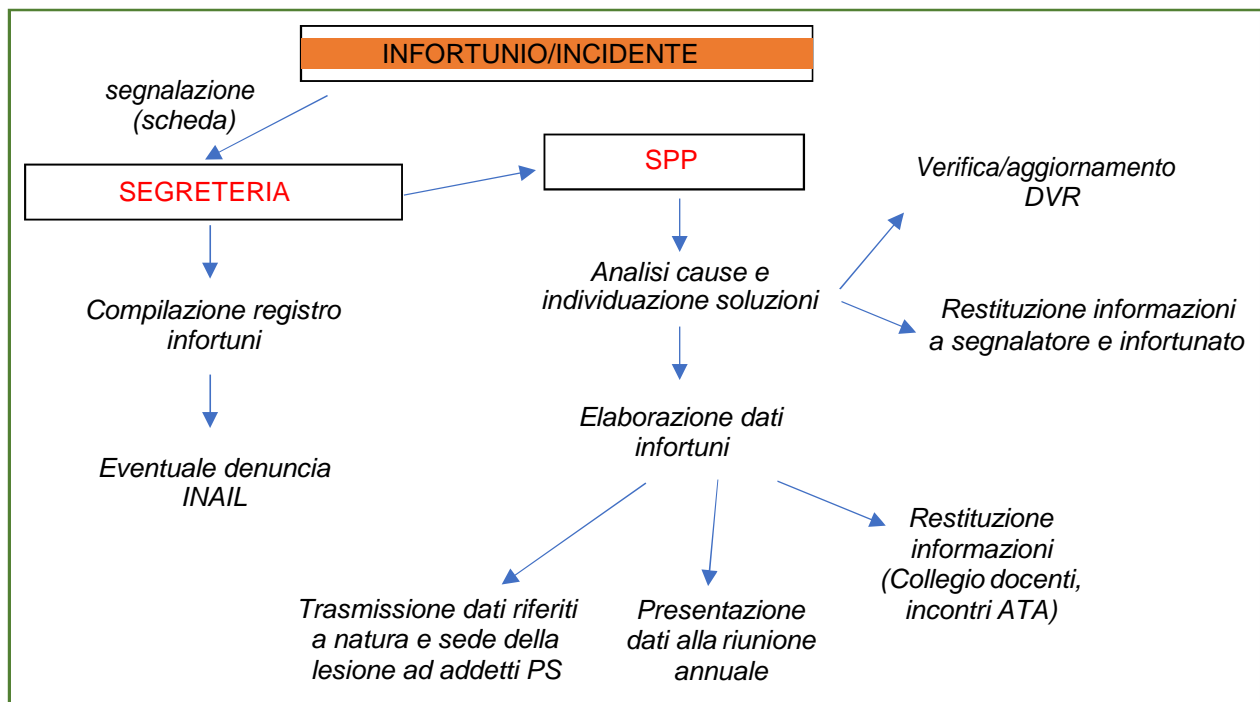 INFORTUNIO/INCIDENTE
segnalazione
(scheda)
SEGRETERIA
SPP
Verifica/aggiornamento
DVR
Analisi cause e
individuazione soluzioni
Compilazione registro
infortuni
Restituzione informazioni
a segnalatore e infortunato
Elaborazione dati
infortuni
Eventuale denuncia
INAIL
Restituzione
informazioni
(Collegio docenti,
incontri ATA)
Trasmissione dati riferiti
a natura e sede della
lesione ad addetti PS
Presentazione
dati alla riunione
annuale